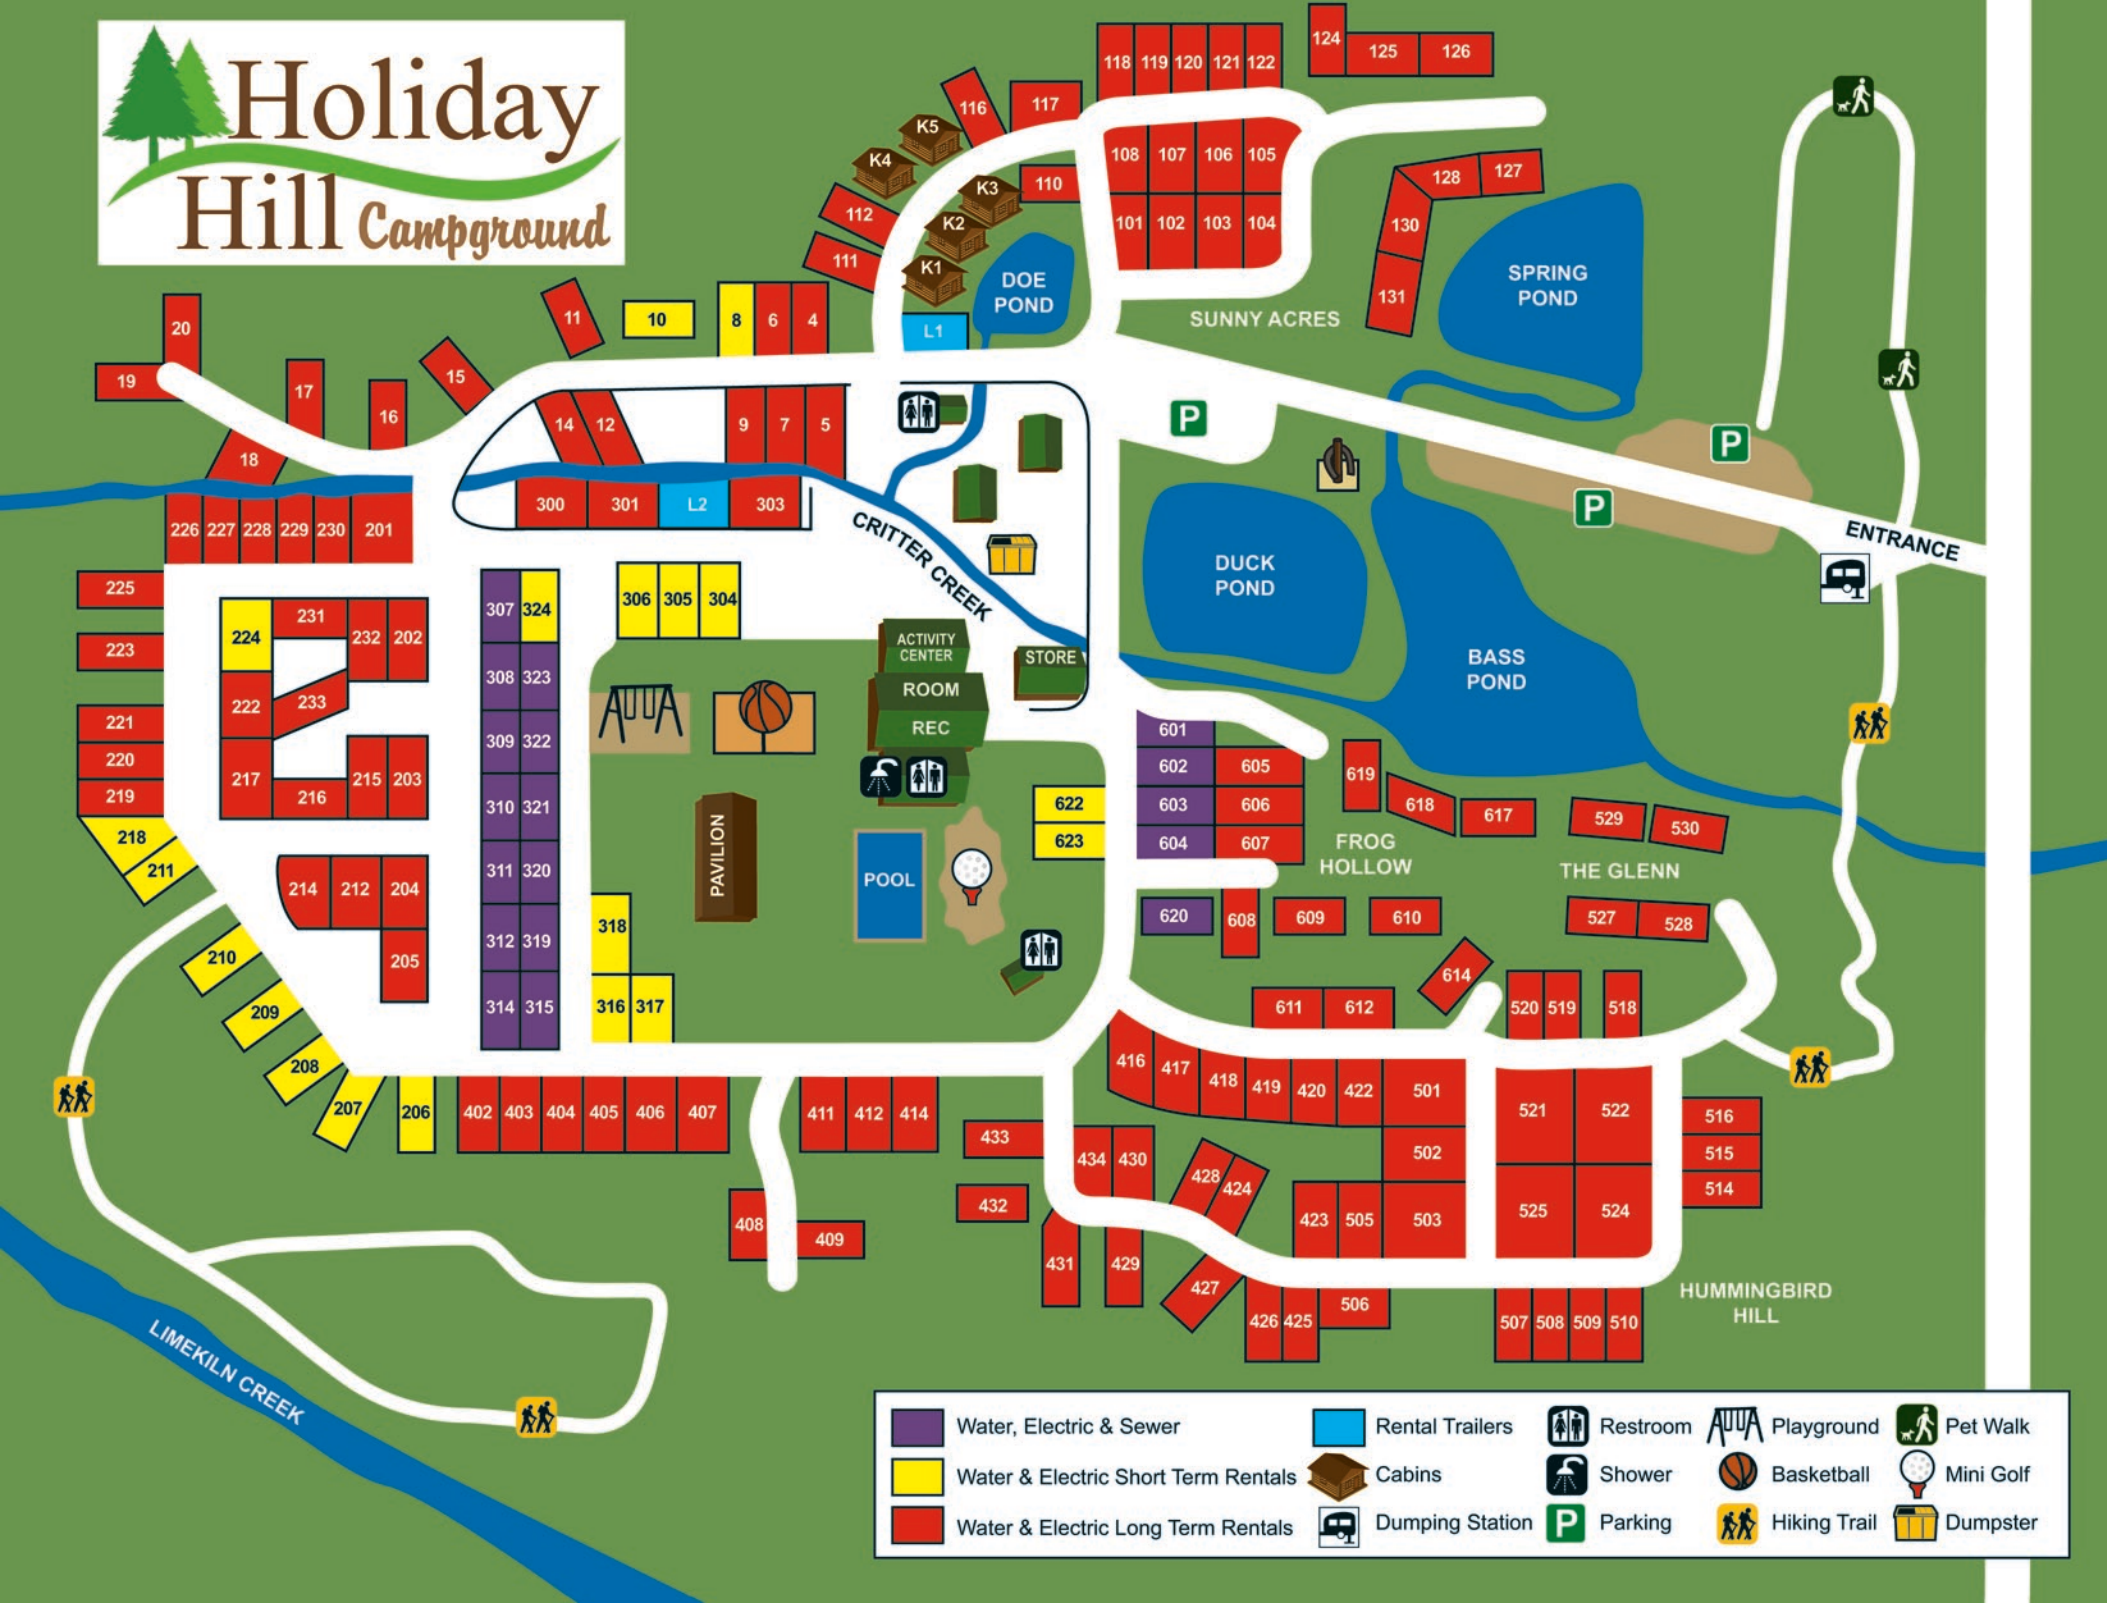 Holiday
Hill Campground
124
125
126
118 119 120 121 122
116
117
K5
K4
K3
110
K2
K1
112
111
108 107 106 105
101 102 103 104
128
127
130
131
DOE
POND
SPRING
POND
SUNNY ACRES
L1
20
19
17
16
15
18
11
10
8
6
4
14
12
9
7
5
P
P
P
300
301
L2
303
226 227 228 229 230 201
CRITTER CREEK
DUCK
POND
ENTRANCE
225
223
221
220
219
218
211
224
231
232
202
222
233
217
216
215
203
214
212
204
205
210
209
208
207
206
307 324
308 323
309 322
310 321
311 320
312 319
314 315
306 305 304
ACTIVITY
CENTER
ROOM
REC
STORE
BASS
POND
PAVILION
POOL
318
316 317
622
623
601
602
603
604
605
606
607
619
618
617
529
530
FROG
HOLLOW
THE GLENN
620
608
609
610
527
528
614
611
612
520 519
518
402 403 404 405 406 407
411 412 414
408
409
416 417 418 419 420 422
501
502
503
433
432
434 430
428
424
423
505
521
522
525
524
516
515
514
431
429
427
426 425
506
507 508 509 510
HUMMINGBIRD
HILL
LIMEKILN CREEK
Water, Electric & Sewer
Water & Electric Short Term Rentals
Water & Electric Long Term Rentals
Rental Trailers
Cabins
Dumping Station
Restroom
Shower
P Parking
Playground
Basketball
Hiking Trail
Pet Walk
Mini Golf
Dumpster